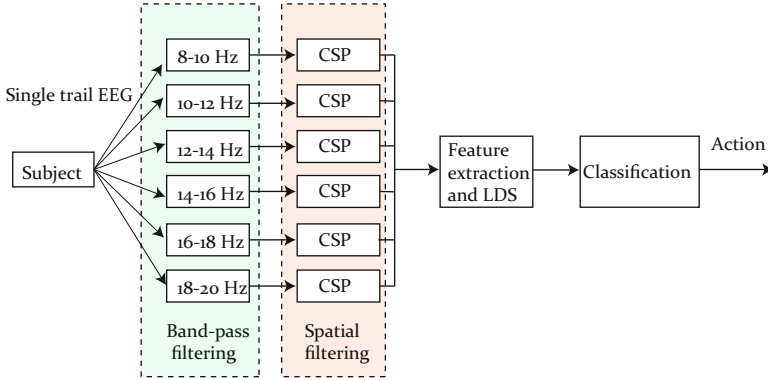 Single trail EEG
Subject
8-10 Hz
10-12 Hz
12-14 Hz
14-16 Hz
16-18 Hz
18-20 Hz
Band-pass
filtering
CSP
CSP
CSP
CSP
CSP
CSP
Spatial
filtering
Feature
extraction
and LDS
Classification
Action